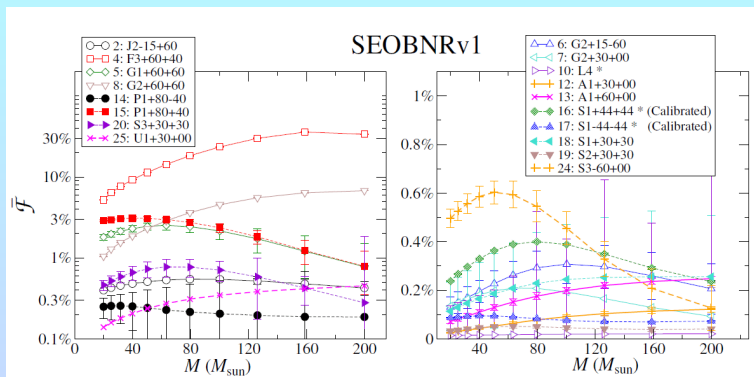 SEOBNRv1
2: J2-15+60
4: F3+60+40
5: G1+60+60
8: G2+60+60
14: P1+80-40
15: P1+80+40
20: S3+30+30
25: U1+30+00
6: G2+15-60
7: G2+30+00
10: L4 *
12: A1+30+00
13: A1+60+00
16: S1+44+44 * (Calibrated)
17: S1-44-44 * (Calibrated)
18: S1+30+30
19: S2+30+30
24: S3-60+00
30%
10%
3%
1%
0.3%
0.1%
F̄
1%
0.8%
0.6%
0.4%
0.2%
0
0 40 80 120 160 200
M (Msun)
0 40 80 120 160 200
M (Msun)